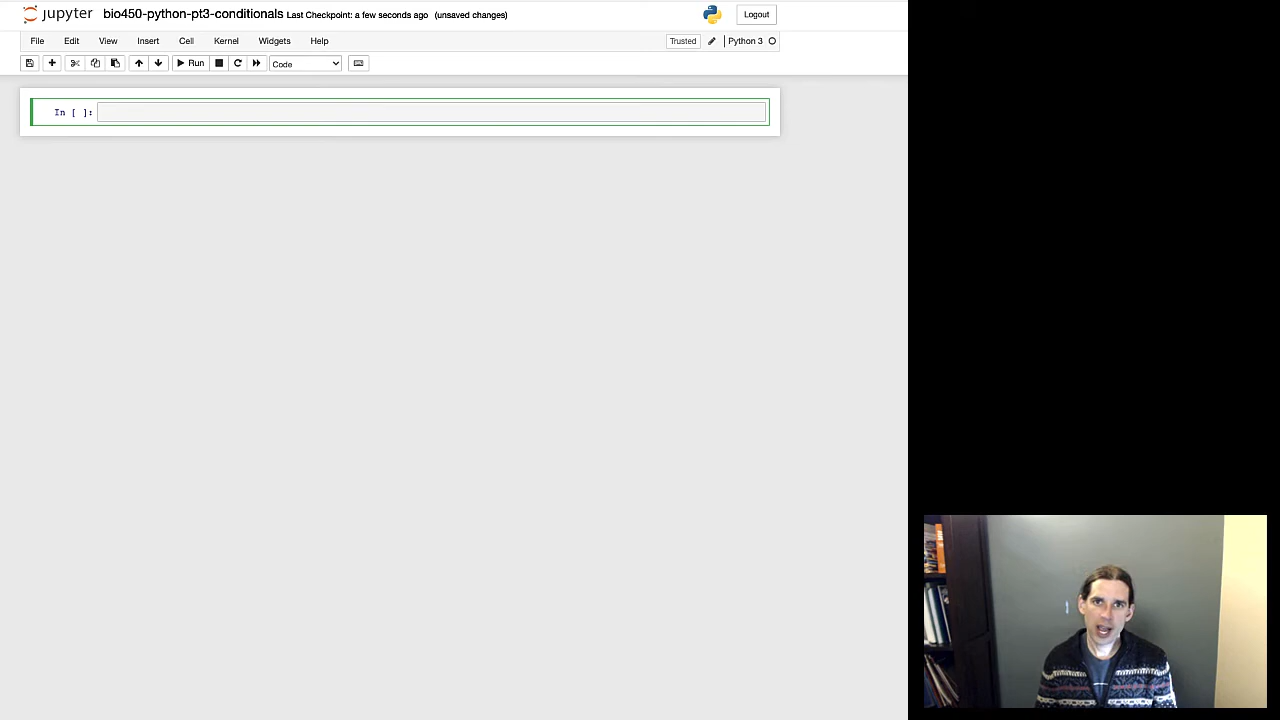 jupyter bio450-python-pt3-conditionals Last Checkpoint: a few seconds ago (unsaved changes) Logout
File Edit View Insert Cell Kernel Widgets Help Trusted Python 3
Run Code
In [ ]: